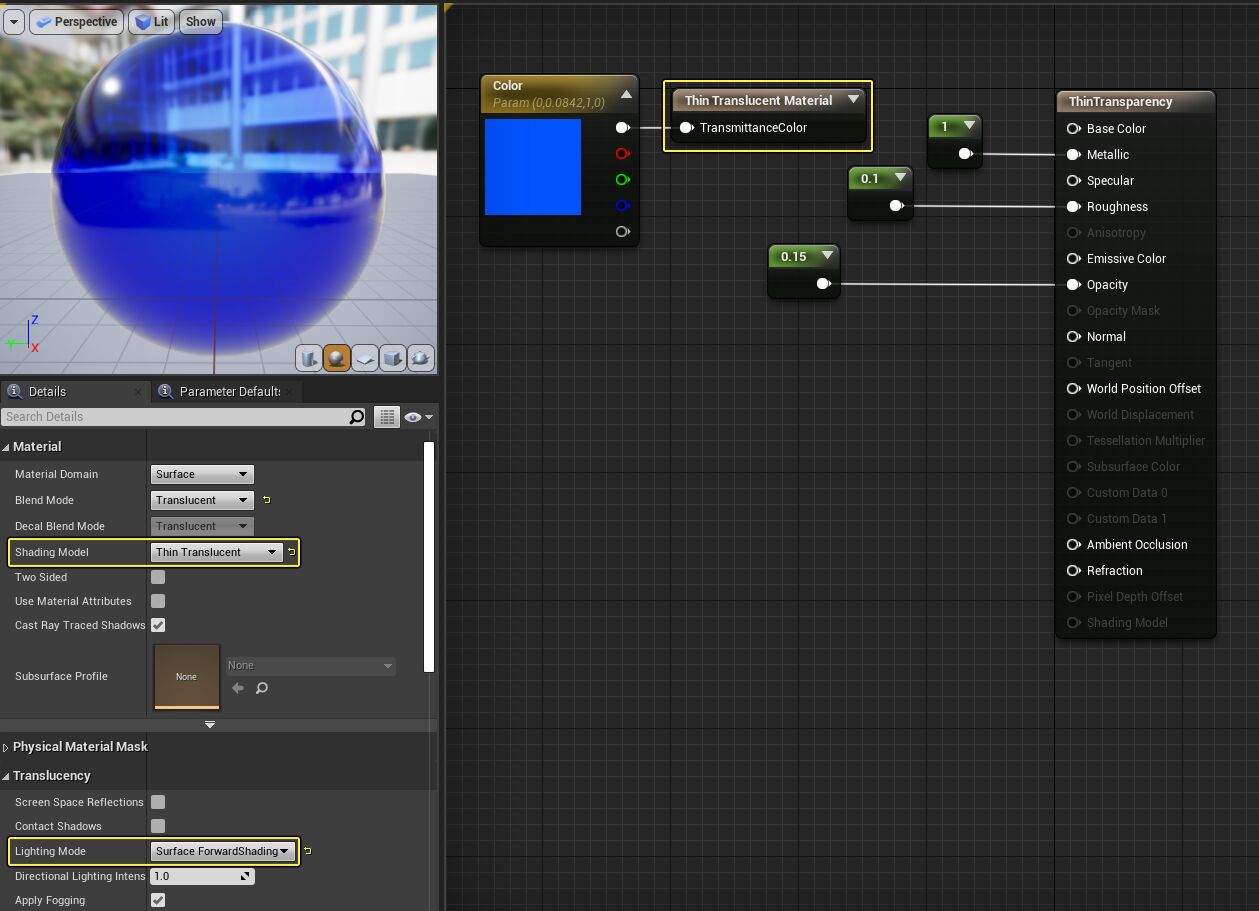 Perspective Lit Show
Z
Y
X
Details
Parameter Default
Search Details
Material
Material Domain Surface
Blend Mode Translucent
Decal Blend Mode Translucent
Shading Model Thin Translucent
Two Sided
Use Material Attributes
Cast Ray Traced Shadows
Subsurface Profile None None
Physical Material Mask
Translucency
Screen Space Reflections
Contact Shadows
Lighting Mode Surface ForwardShading
Directional Lighting Intens 1.0
Apply Fogging
Color
Param (0,0.0842,1,0)
Thin Translucent Material
TransmittanceColor
1
0.1
0.15
ThinTransparency
Base Color
Metallic
Specular
Roughness
Anisotropy
Emissive Color
Opacity
Opacity Mask
Normal
Tangent
World Position Offset
World Displacement
Tessellation Multiplier
Subsurface Color
Custom Data 0
Custom Data 1
Ambient Occlusion
Refraction
Pixel Depth Offset
Shading Model